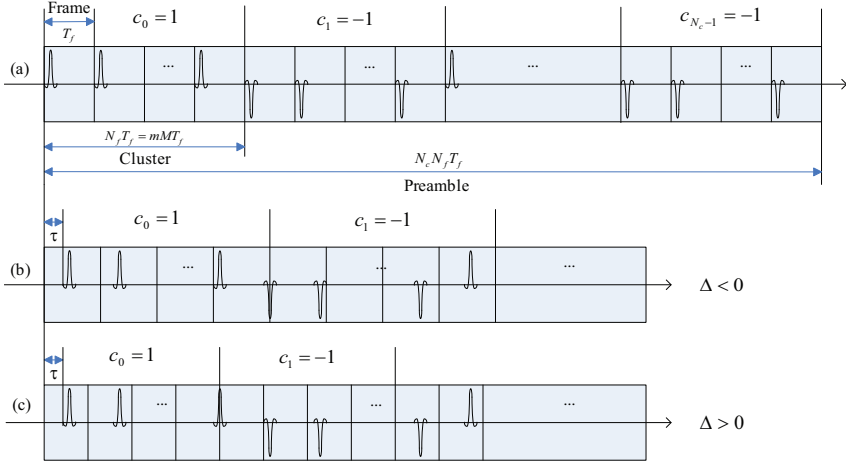 Frame
T_f
c_0 = 1
c_1 = −1
c_{N_c−1} = −1
(a)
...
...
...
...
N_f T_f = mMT_f
Cluster
N_c N_f T_f
Preamble
τ
c_0 = 1
c_1 = −1
(b)
...
...
...
Δ < 0
τ
c_0 = 1
c_1 = −1
(c)
...
...
...
Δ > 0